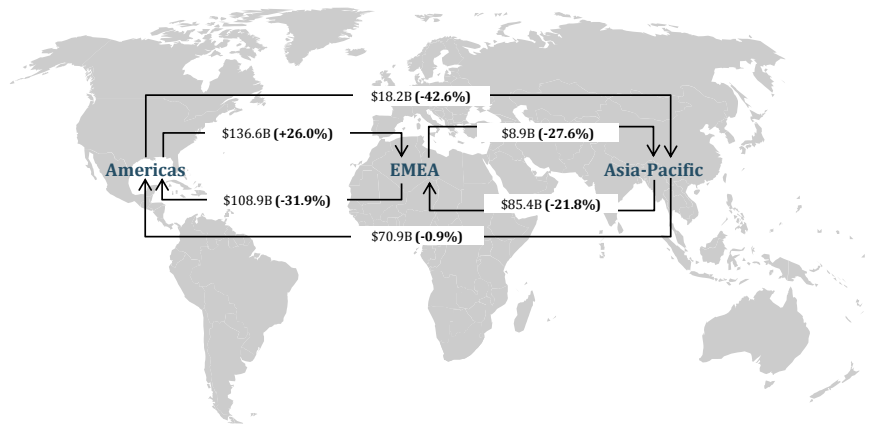 $18.2B (-42.6%)
$136.6B (+26.0%)
$8.9B (-27.6%)
Americas
EMEA
Asia-Pacific
$108.9B (-31.9%)
$85.4B (-21.8%)
$70.9B (-0.9%)